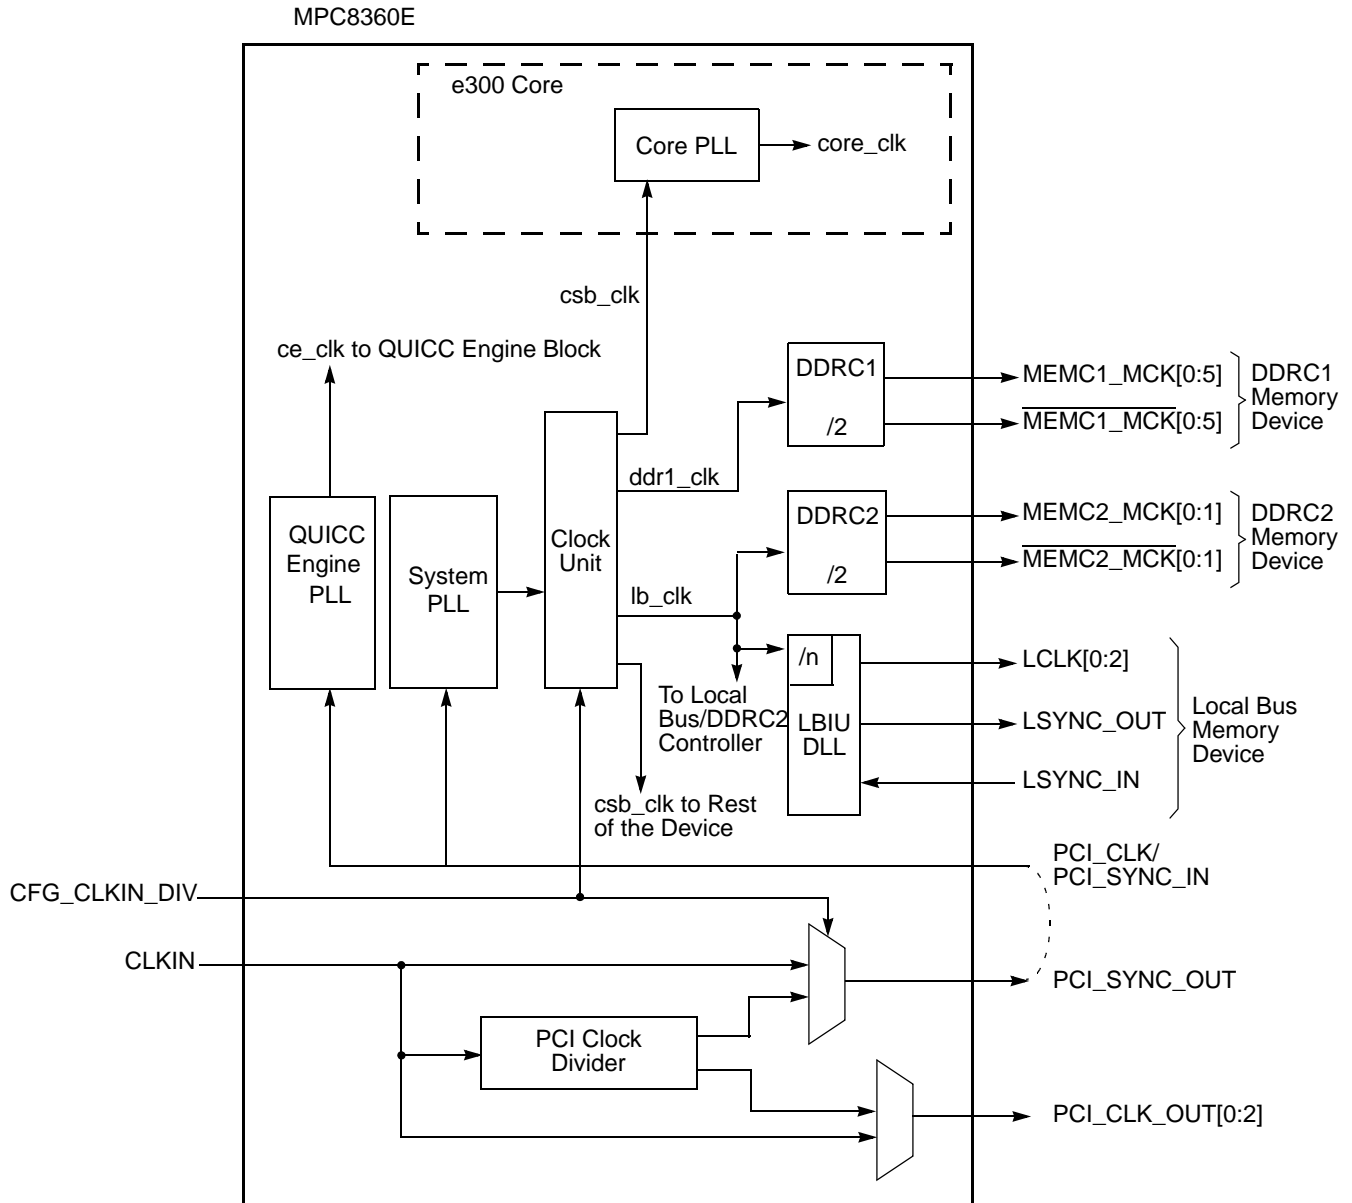 MPC8360E
e300 Core
Core PLL
core_clk
csb_clk
ce_clk to QUICC Engine Block
DDRC1
/2
MEMC1_MCK[0:5]
MEMC1_MCK[0:5]
DDRC1
Memory
Device
ddr1_clk
QUICC
Engine
PLL
System
PLL
Clock
Unit
DDRC2
/2
MEMC2_MCK[0:1]
MEMC2_MCK[0:1]
DDRC2
Memory
Device
lb_clk
/n
LBIU
DLL
To Local
Bus/DDRC2
Controller
LCLK[0:2]
LSYNC_OUT
LSYNC_IN
Local Bus
Memory
Device
csb_clk to Rest
of the Device
PCI_CLK/
PCI_SYNC_IN
CFG_CLKIN_DIV
CLKIN
PCI_SYNC_OUT
PCI Clock
Divider
PCI_CLK_OUT[0:2]